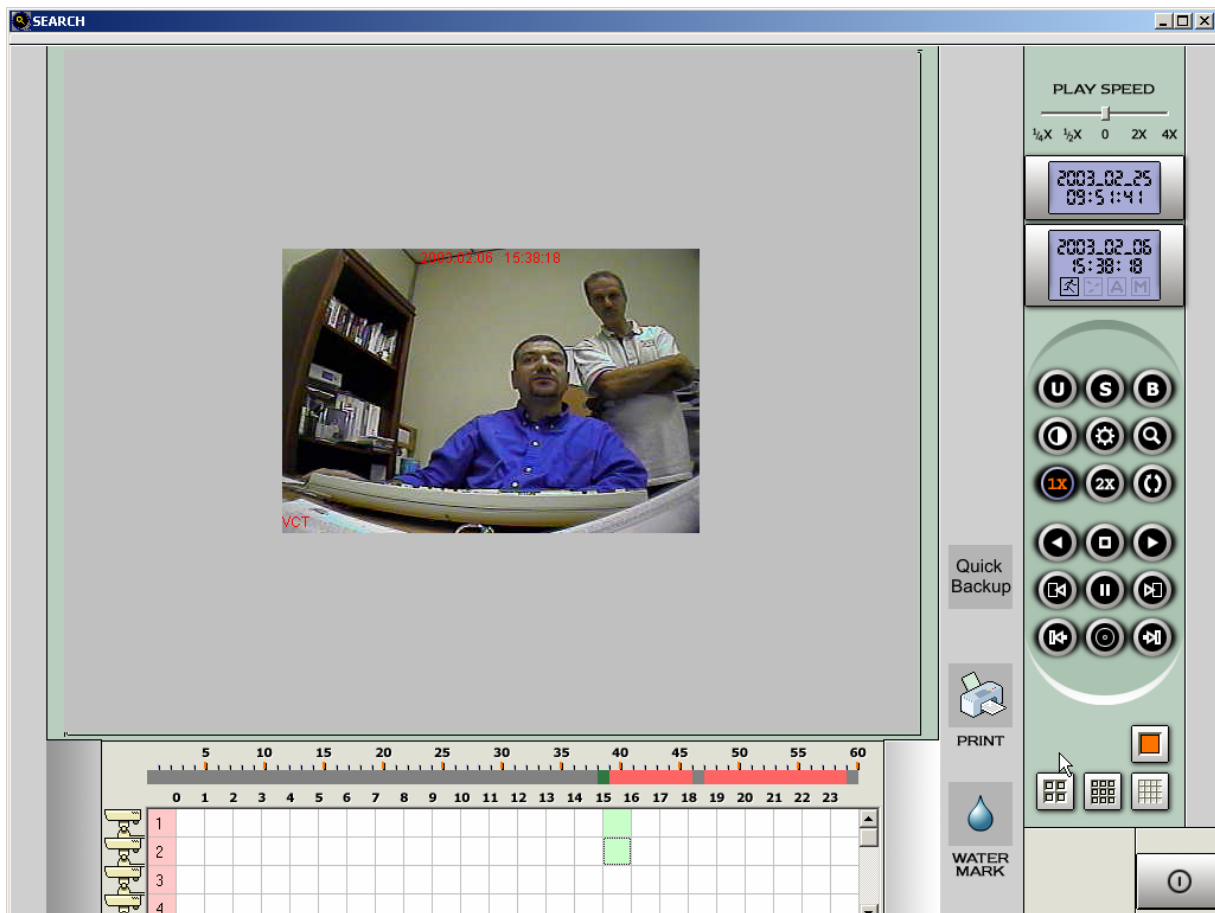 SEARCH
2003.02.06 15:38:18
VCT
Quick
Backup
PRINT
WATER
MARK
PLAY SPEED
¼X ½X 0 2X 4X
2003_02_25
09:51:41
2003_02_06
15:38:18
A M
U S B
1X 2X
5 10 15 20 25 30 35 40 45 50 55 60
0 1 2 3 4 5 6 7 8 9 10 11 12 13 14 15 16 17 18 19 20 21 22 23
1
2
3
4